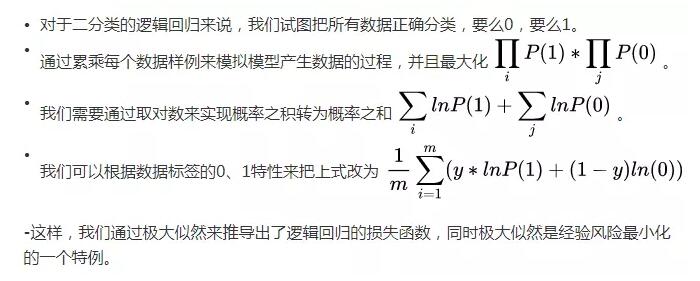 • 对于二分类的逻辑回归来说，我们试图把所有数据正确分类，要么0，要么1。
• 通过累乘每个数据样例来模拟模型产生数据的过程，并且最大化 ∏_i P(1) * ∏_j P(0) 。
• 我们需要通过取对数来实现概率之积转为概率之和 ∑_i lnP(1) + ∑_j lnP(0) 。
• 我们可以根据数据标签的0、1特性来把上式改为 1/m ∑_{i=1}^{m} (y * lnP(1) + (1 − y)ln(0))
-这样，我们通过极大似然来推导出了逻辑回归的损失函数，同时极大似然是经验风险最小化
的一个特例。